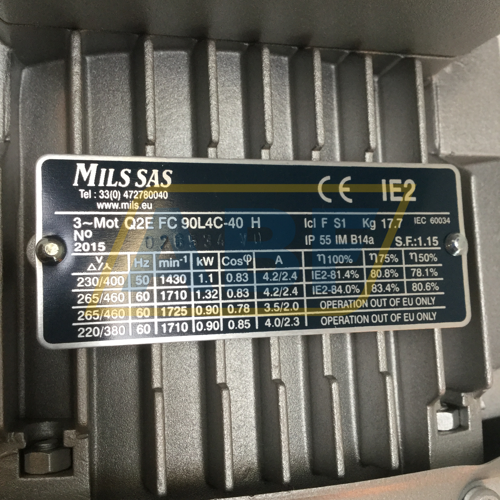 MILS SAS
Tel : 33(0) 472780040
www.mils.eu
CE IE2
3~Mot Q2E FC 90L4C-40 H Icl F S1 Kg 17.7 IEC 60034
No
2015 IP 55 IM B14a S.F.:1.15
V Hz min⁻¹ kW Cosφ A η100% η75% η50%
△/Y
230/400 50 1430 1.1 0.83 4.2/2.4 IE2-81.4% 80.8% 78.1%
265/460 60 1710 1.32 0.83 4.2/2.4 IE2-84.0% 83.4% 80.6%
265/460 60 1725 0.90 0.78 3.5/2.0 OPERATION OUT OF EU ONLY
220/380 60 1710 0.90 0.85 4.0/2.3 OPERATION OUT OF EU ONLY